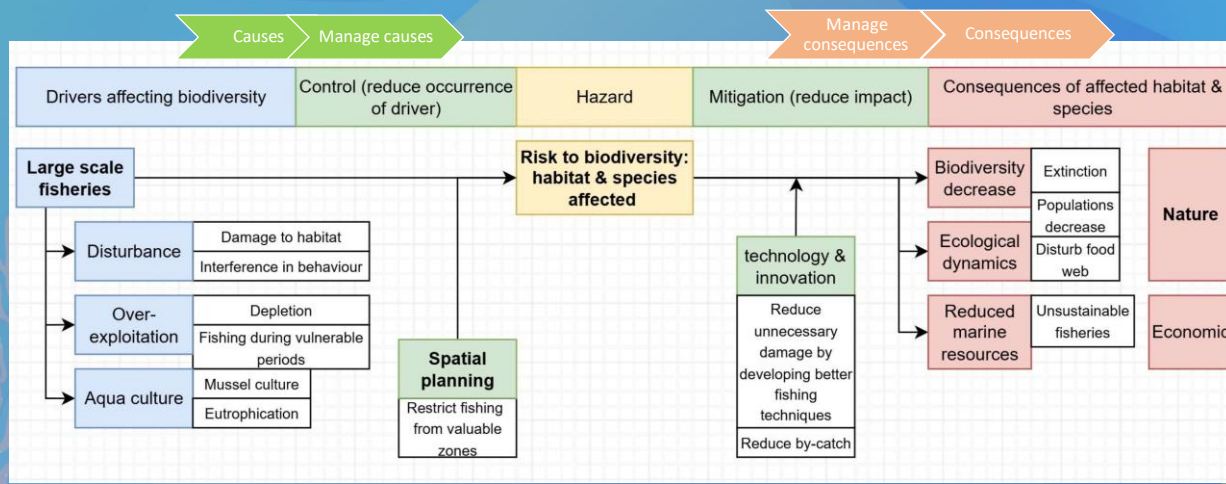 Causes
Manage causes
Manage
consequences
Consequences
Drivers affecting biodiversity
Control (reduce occurrence
of driver)
Hazard
Mitigation (reduce impact)
Consequences of affected habitat &
species
Large scale
fisheries
Risk to biodiversity:
habitat & species
affected
Disturbance
Damage to habitat
Interference in behaviour
Over-
exploitation
Depletion
Fishing during vulnerable
periods
Aqua culture
Mussel culture
Eutrophication
Spatial
planning
Restrict fishing
from valuable
zones
technology &
innovation
Reduce
unnecessary
damage by
developing better
fishing
techniques
Reduce by-catch
Biodiversity
decrease
Extinction
Populations
decrease
Ecological
dynamics
Disturb food
web
Reduced
marine
resources
Unsustainable
fisheries
Nature
Economic